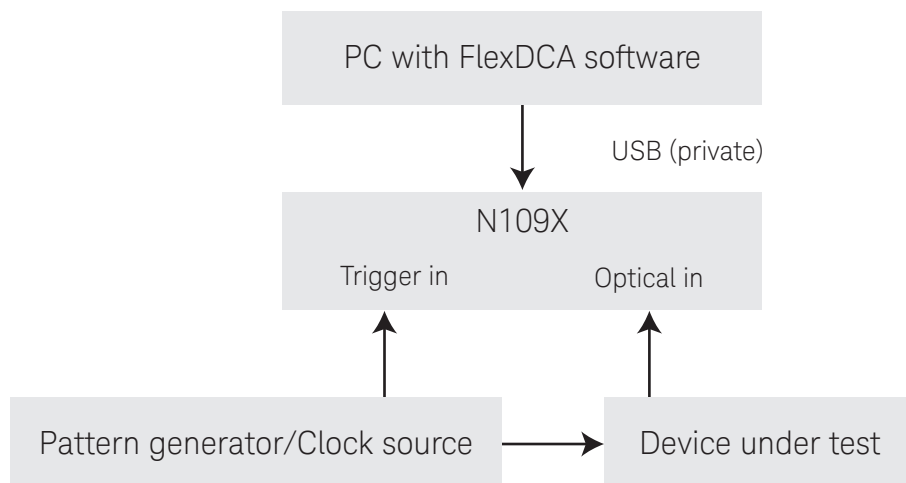 PC with FlexDCA software
USB (private)
N109X
Trigger in
Optical in
Pattern generator/Clock source
Device under test